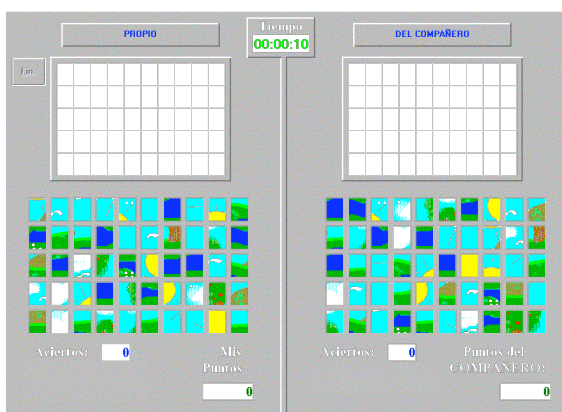 PROPIO
Tiempo
00:00:10
DEL COMPAÑERO
Fin
Aciertos:
0
Mis
Puntos
0
Aciertos:
0
Puntos del
COMPAÑERO:
0